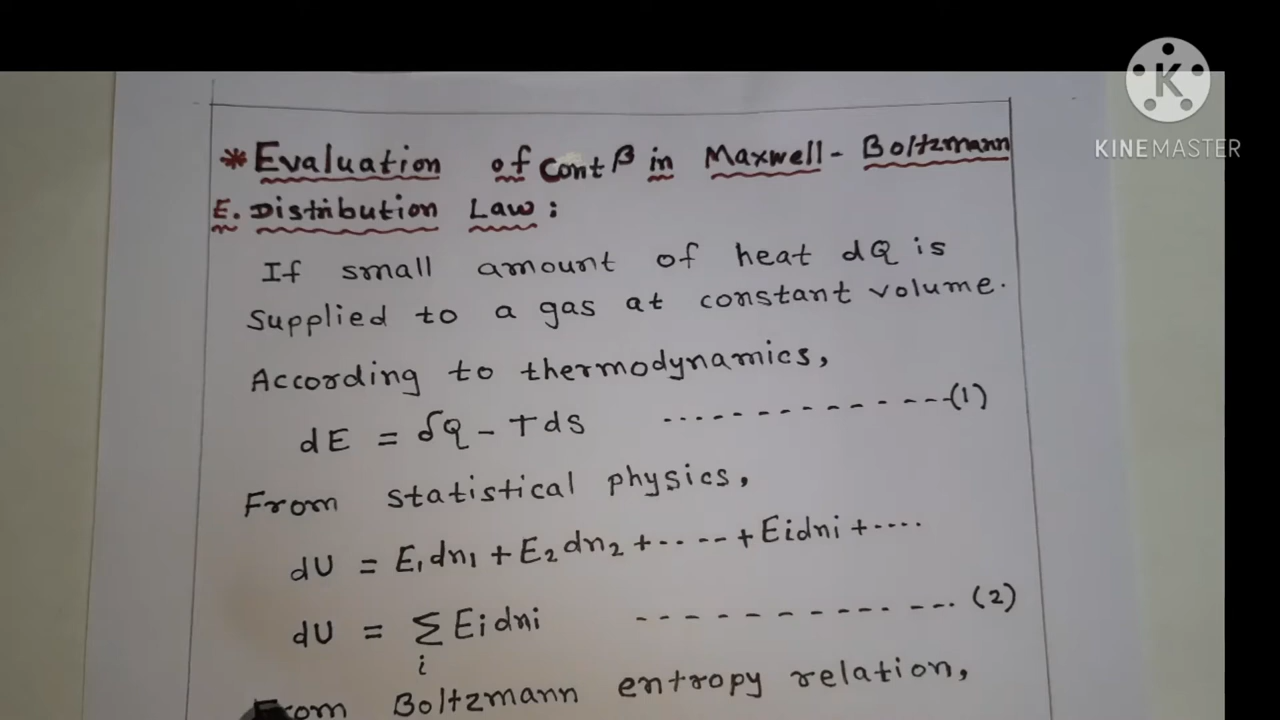 K
KINEMASTER
* Evaluation of Cont β in Maxwell- Boltzmann
E. Distribution Law :
If small amount of heat dQ is
Supplied to a gas at constant volume.
According to thermodynamics,
dE = δQ - Tds ---------------(1)
From statistical physics,
dU = E₁dn₁ + E₂dn₂ + ..... + Eidni + ....
dU = Σ Eidni -------------- (2)
i
From Boltzmann entropy relation,